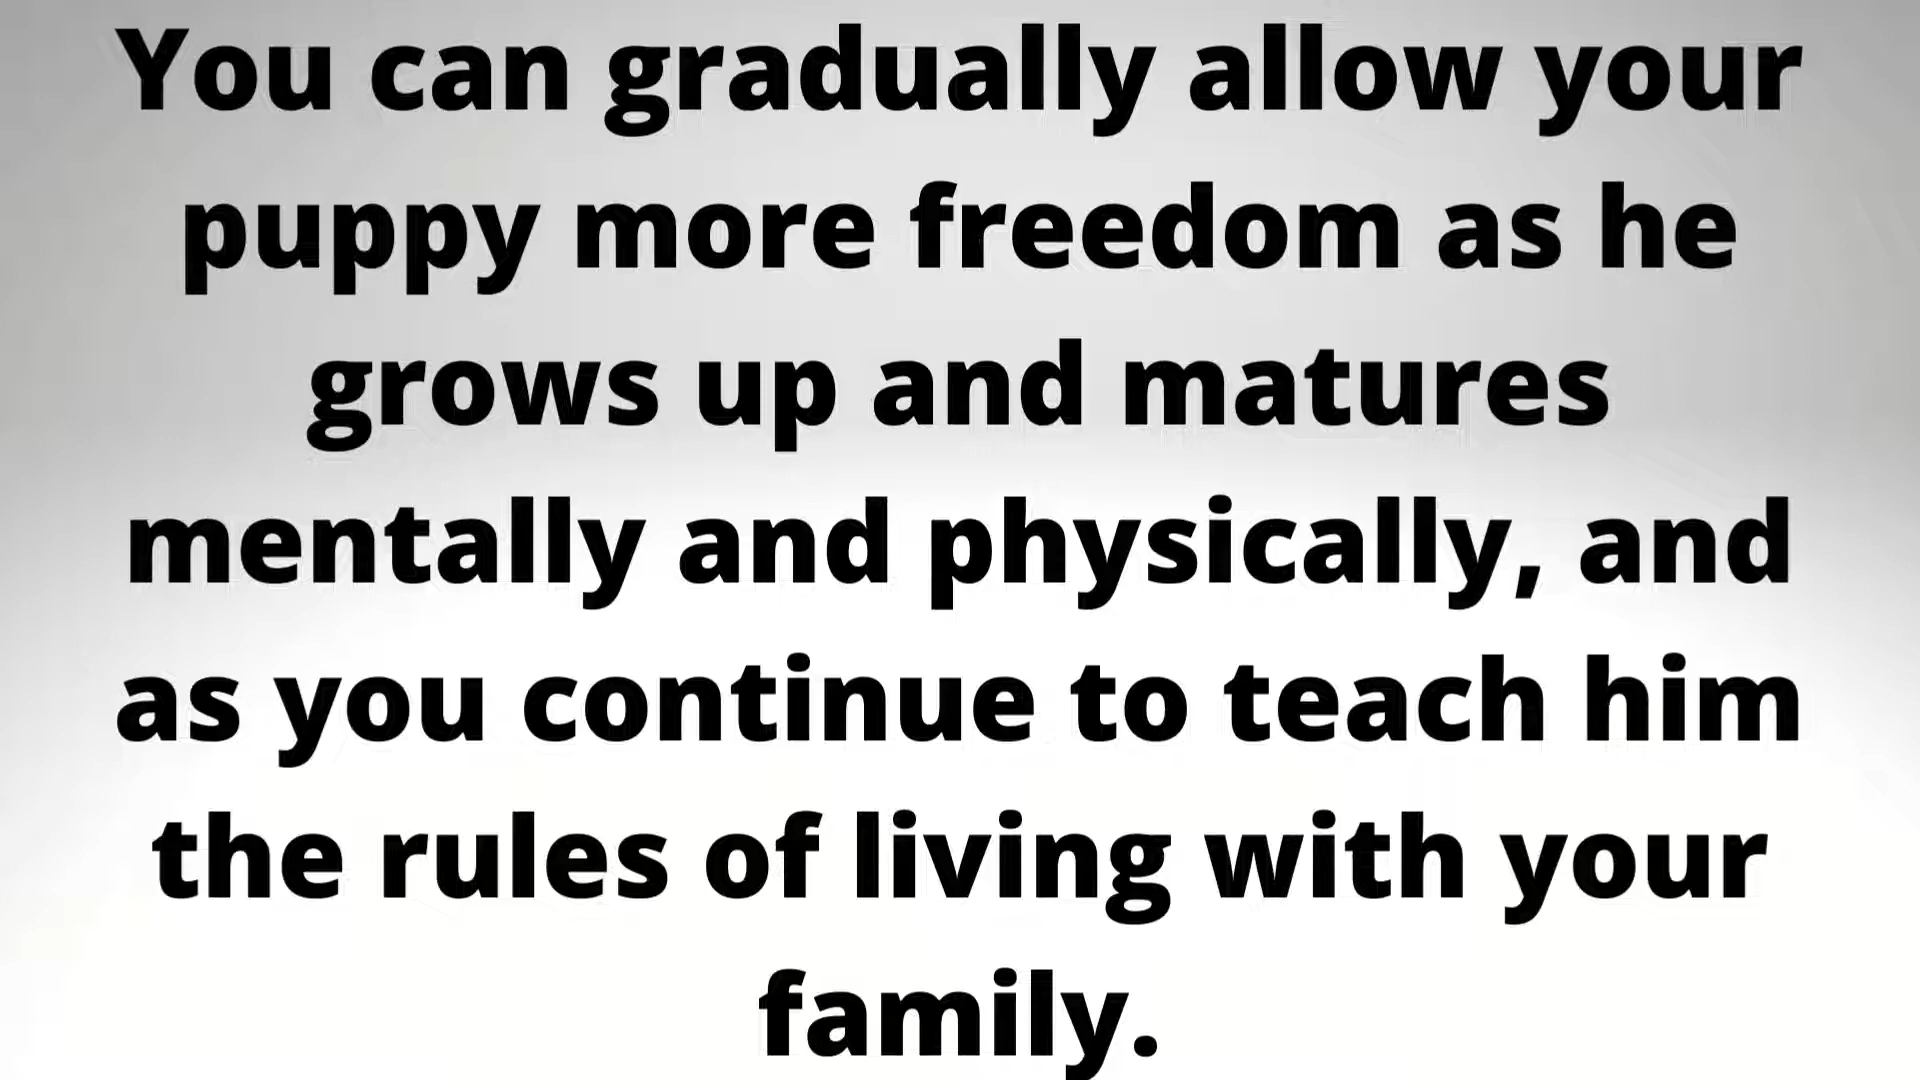 You can gradually allow your
puppy more freedom as he
grows up and matures
mentally and physically, and
as you continue to teach him
the rules of living with your
family.